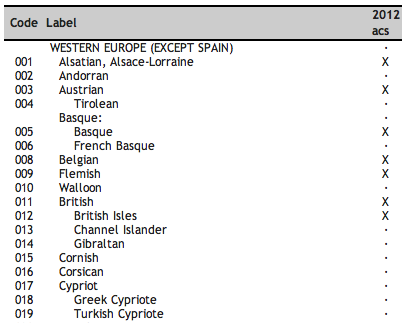 2012
Code Label acs
WESTERN EUROPE (EXCEPT SPAIN) ·
001 Alsatian, Alsace-Lorraine X
002 Andorran ·
003 Austrian X
004 Tirolean ·
Basque: ·
005 Basque X
006 French Basque ·
008 Belgian X
009 Flemish X
010 Walloon ·
011 British X
012 British Isles X
013 Channel Islander ·
014 Gibraltan ·
015 Cornish ·
016 Corsican ·
017 Cypriot ·
018 Greek Cypriote ·
019 Turkish Cypriote ·